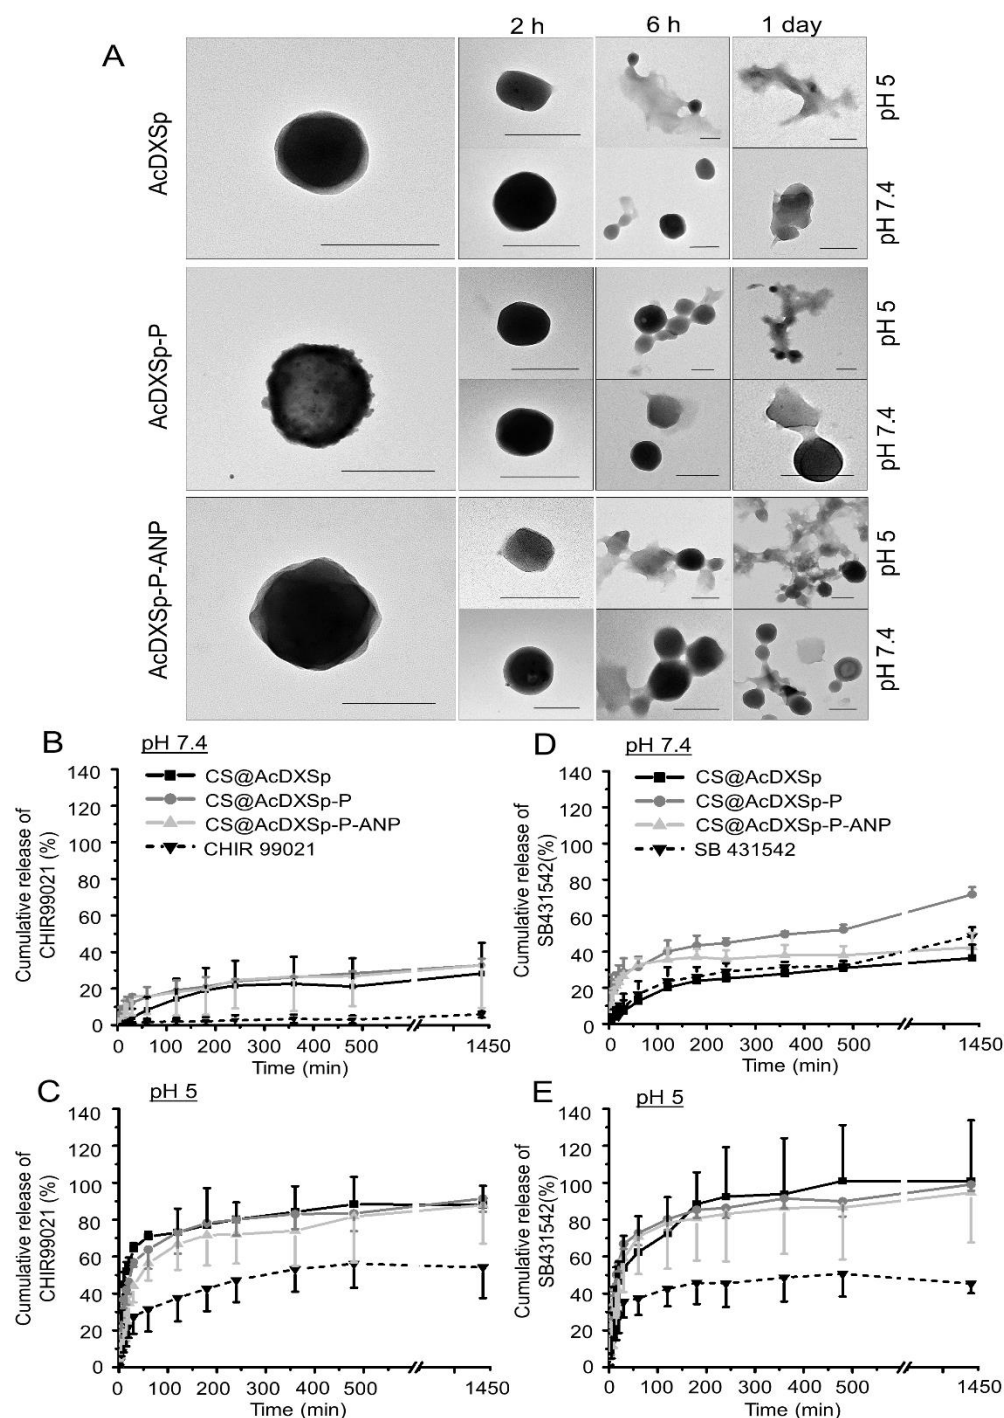 A
2 h
6 h
1 day
AcDXSp
pH 5
pH 7.4
AcDXSp-P
pH 5
pH 7.4
AcDXSp-P-ANP
pH 5
pH 7.4
B
pH 7.4
CS@AcDXSp
CS@AcDXSp-P
CS@AcDXSp-P-ANP
CHIR 99021
Cumulative release of
CHIR99021 (%)
140
120
100
80
60
40
20
0
0 100 200 300 400 500 1450
Time (min)
D
pH 7.4
CS@AcDXSp
CS@AcDXSp-P
CS@AcDXSp-P-ANP
SB 431542
Cumulative release of
SB431542(%)
140
120
100
80
60
40
20
0
0 100 200 300 400 500 1450
Time (min)
C
pH 5
Cumulative release of
CHIR99021 (%)
140
120
100
80
60
40
20
0
0 100 200 300 400 500 1450
Time (min)
E
pH 5
Cumulative release of
SB431542(%)
140
120
100
80
60
40
20
0
0 100 200 300 400 500 1450
Time (min)